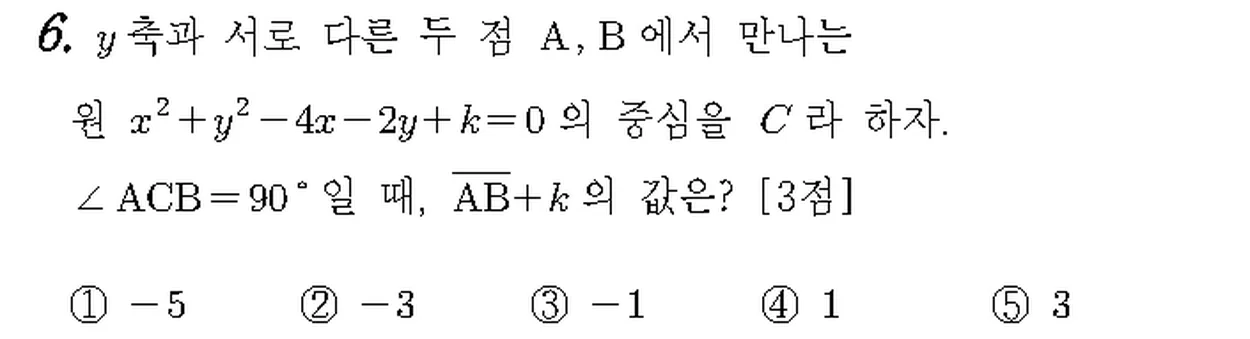 6. y축과 서로 다른 두 점 A, B에서 만나는
원 x²+y²−4x−2y+k=0의 중심을 C라 하자.
∠ACB=90°일 때, A̅B̅+k의 값은? [3점]
① −5 ② −3 ③ −1 ④ 1 ⑤ 3